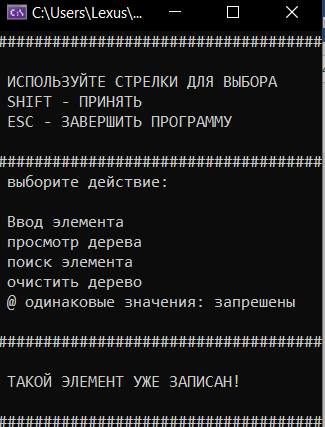 C:\Users\Lexus\...
####################################
ИСПОЛЬЗУЙТЕ СТРЕЛКИ ДЛЯ ВЫБОРА
SHIFT - ПРИНЯТЬ
ESC - ЗАВЕРШИТЬ ПРОГРАММУ
####################################
выборите действие:
Ввод элемента
просмотр дерева
поиск элемента
очистить дерево
@ одинаковые значения: запрешены
####################################
ТАКОЙ ЭЛЕМЕНТ УЖЕ ЗАПИСАН!
####################################